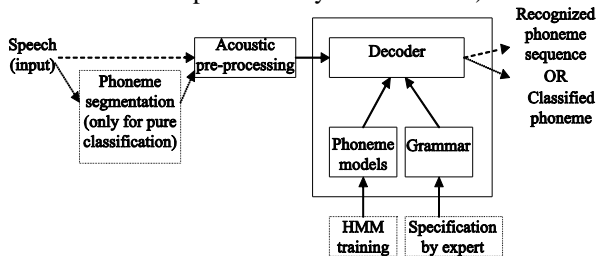 Speech
(input)
Phoneme
segmentation
(only for pure
classification)
Acoustic
pre-processing
Decoder
Phoneme
models
Grammar
HMM
training
Specification
by expert
Recognized
phoneme
sequence
OR
Classified
phoneme